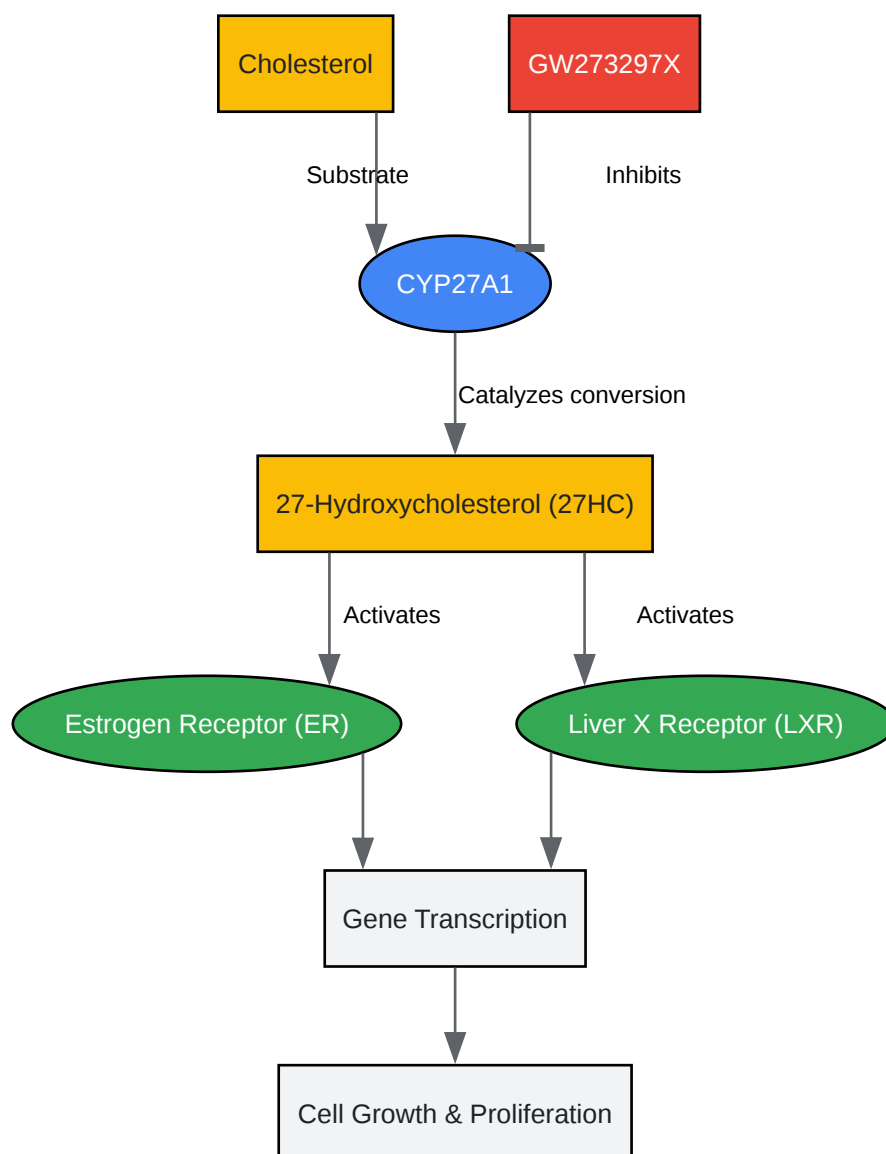 Cholesterol
GW273297X
Substrate
Inhibits
CYP27A1
Catalyzes conversion
27-Hydroxycholesterol (27HC)
Activates
Activates
Estrogen Receptor (ER)
Liver X Receptor (LXR)
Gene Transcription
Cell Growth & Proliferation